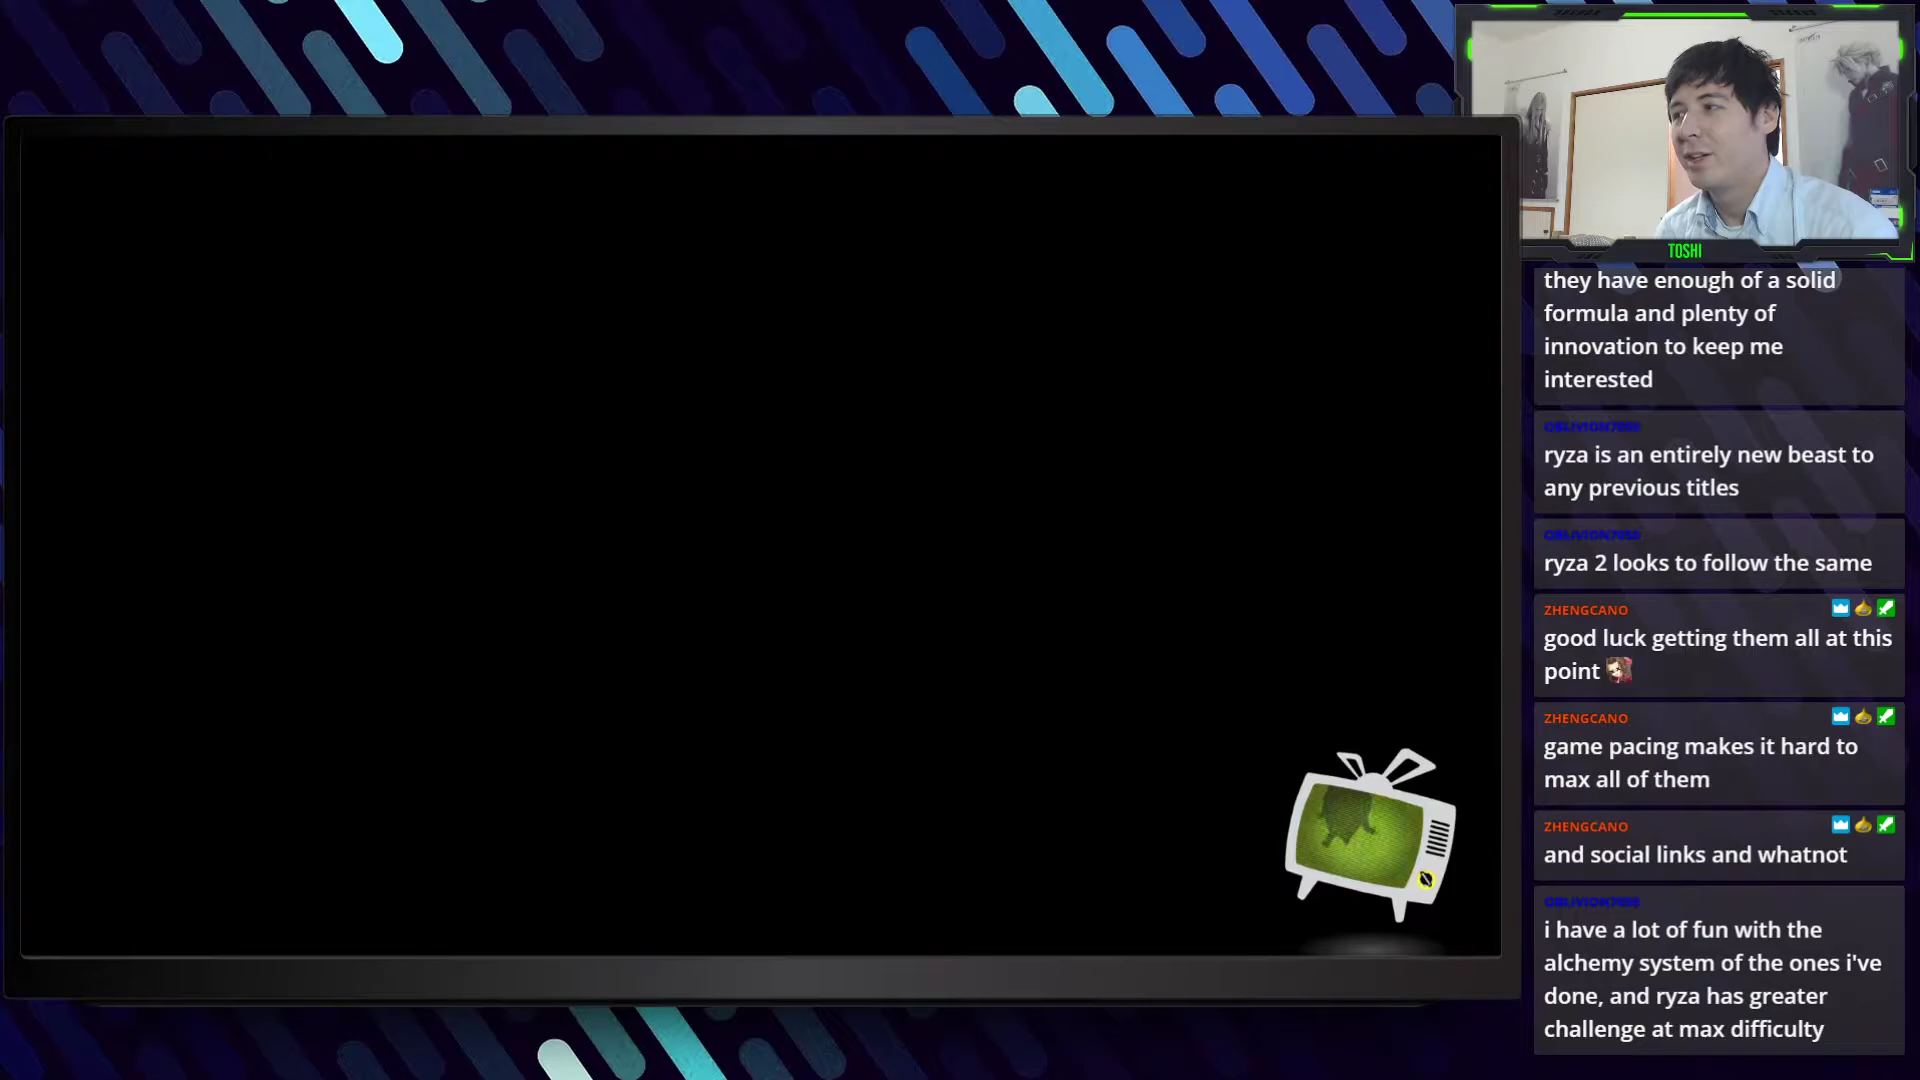 TOSHI
they have enough of a solid
formula and plenty of
innovation to keep me
interested
OBLIVION7050
ryza is an entirely new beast to
any previous titles
ryza 2 looks to follow the same
ZHENGCANO
good luck getting them all at this
point
ZHENGCANO
game pacing makes it hard to
max all of them
ZHENGCANO
and social links and whatnot
i have a lot of fun with the
alchemy system of the ones i've
done, and ryza has greater
challenge at max difficulty